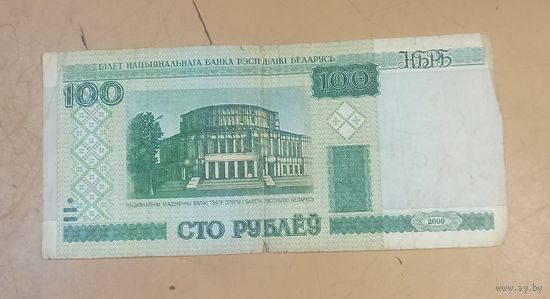 БІЛЕТ НАЦЫЯНАЛЬНАГА БАНКА РЭСПУБЛІКІ БЕЛАРУСЬ
НБРБ
100
100
НАЦЫЯНАЛЬНЫ АКАДЭМІЧНЫ ВЯЛІКІ ТЭАТР ОПЕРЫ І БАЛЕТА РЭСПУБЛІКІ БЕЛАРУСЬ
СТО РУБЛЁЎ
2000
www.ay.by